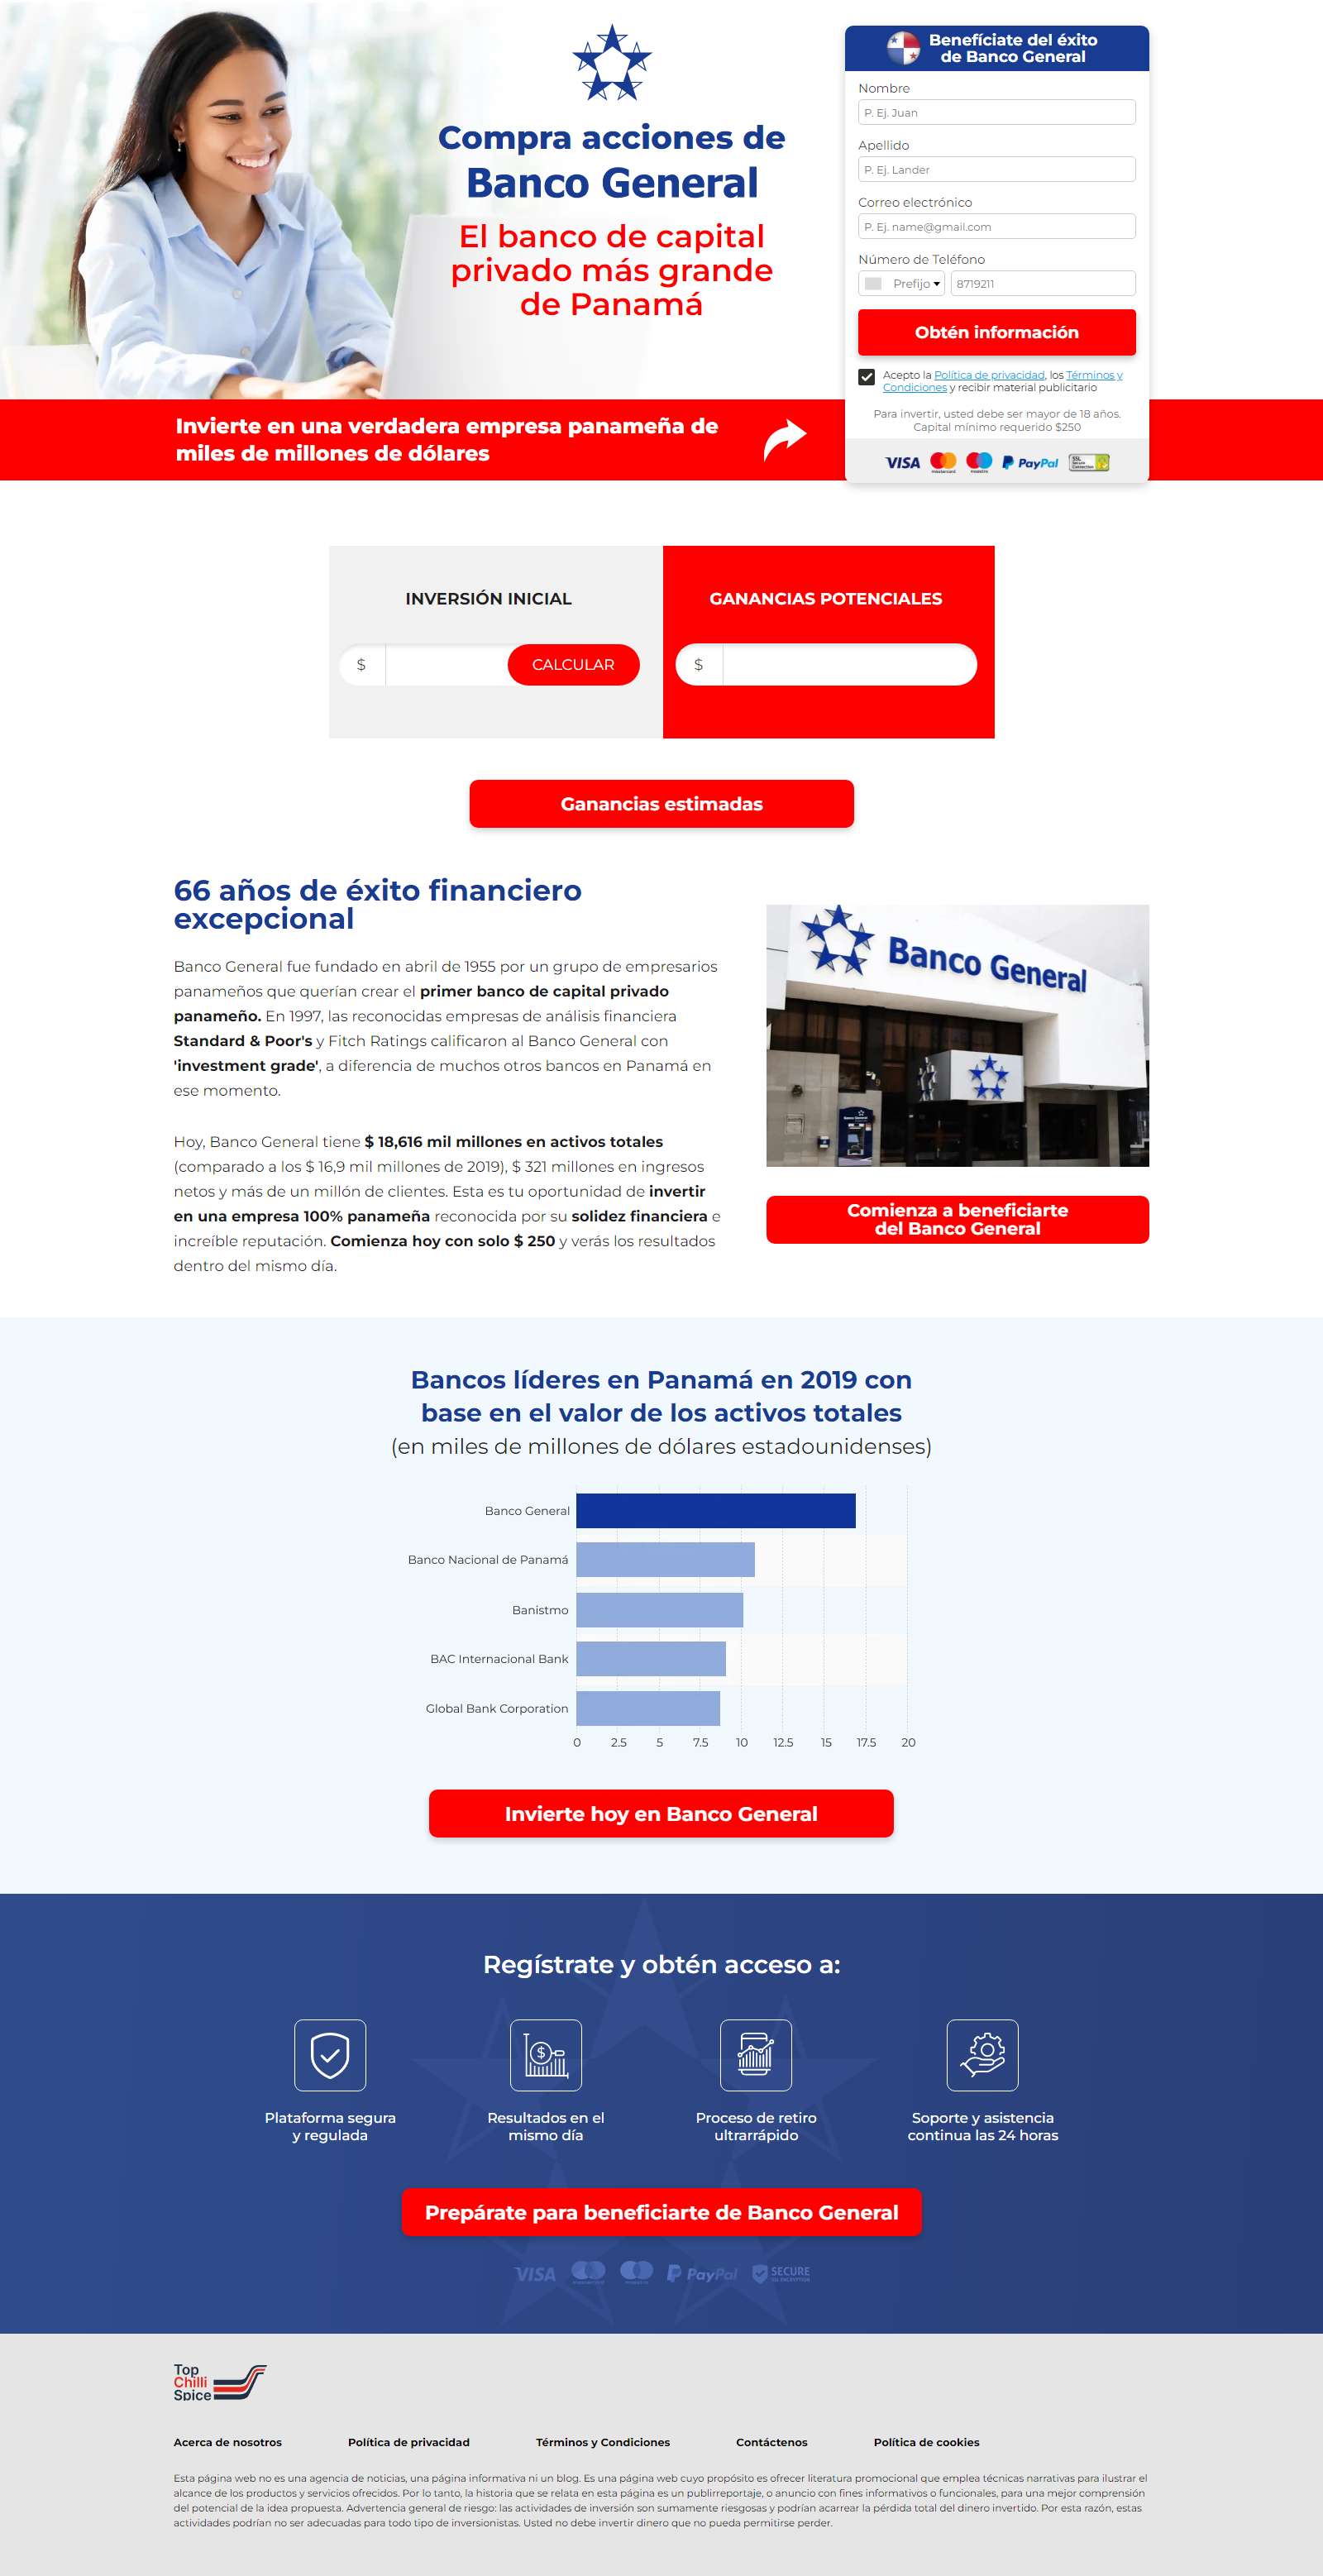 Compra acciones de
Banco General
El banco de capital
privado más grande
de Panamá
Benefíciate del éxito
de Banco General
Nombre
P. Ej. Juan
Apellido
P. Ej. Lander
Correo electrónico
P. Ej. name@gmail.com
Número de Teléfono
Prefijo 8719211
Obtén información
Acepto la Política de privacidad, los Términos y
Condiciones y recibir material publicitario
Para invertir, usted debe ser mayor de 18 años.
Capital mínimo requerido $250
VISA mastercard maestro PayPal SSL Secure Connection
Invierte en una verdadera empresa panameña de
miles de millones de dólares
INVERSIÓN INICIAL
$ CALCULAR
GANANCIAS POTENCIALES
$
Ganancias estimadas
66 años de éxito financiero
excepcional
Banco General fue fundado en abril de 1955 por un grupo de empresarios
panameños que querían crear el primer banco de capital privado
panameño. En 1997, las reconocidas empresas de análisis financiera
Standard & Poor's y Fitch Ratings calificaron al Banco General con
'investment grade', a diferencia de muchos otros bancos en Panamá en
ese momento.
Hoy, Banco General tiene $ 18,616 mil millones en activos totales
(comparado a los $ 16,9 mil millones de 2019), $ 321 millones en ingresos
netos y más de un millón de clientes. Esta es tu oportunidad de invertir
en una empresa 100% panameña reconocida por su solidez financiera e
increíble reputación. Comienza hoy con solo $ 250 y verás los resultados
dentro del mismo día.
Banco General
Comienza a beneficiarte
del Banco General
Bancos líderes en Panamá en 2019 con
base en el valor de los activos totales
(en miles de millones de dólares estadounidenses)
Banco General
Banco Nacional de Panamá
Banistmo
BAC Internacional Bank
Global Bank Corporation
0 2.5 5 7.5 10 12.5 15 17.5 20
Invierte hoy en Banco General
Regístrate y obtén acceso a:
Plataforma segura
y regulada
Resultados en el
mismo día
Proceso de retiro
ultrarrápido
Soporte y asistencia
continua las 24 horas
Prepárate para beneficiarte de Banco General
VISA PayPal SECURE
Top
Chilli
Spice
Acerca de nosotros Política de privacidad Términos y Condiciones Contáctenos Política de cookies
Esta página web no es una agencia de noticias, una página informativa ni un blog. Es una página web cuyo propósito es ofrecer literatura promocional que emplea técnicas narrativas para ilustrar el
alcance de los productos y servicios ofrecidos. Por lo tanto, la historia que se relata en esta página es un publirreportaje, o anuncio con fines informativos o funcionales, para una mejor comprensión
del potencial de la idea propuesta. Advertencia general de riesgo: las actividades de inversión son sumamente riesgosas y podrían acarrear la pérdida total del dinero invertido. Por esta razón, estas
actividades podrían no ser adecuadas para todo tipo de inversionistas. Usted no debe invertir dinero que no pueda permitirse perder.